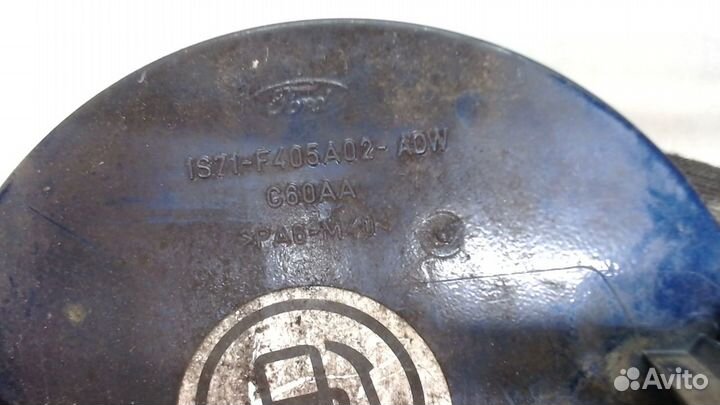 Ford
1S71-F405A02-ADW
C60AA
>PA6-M40<
Avito